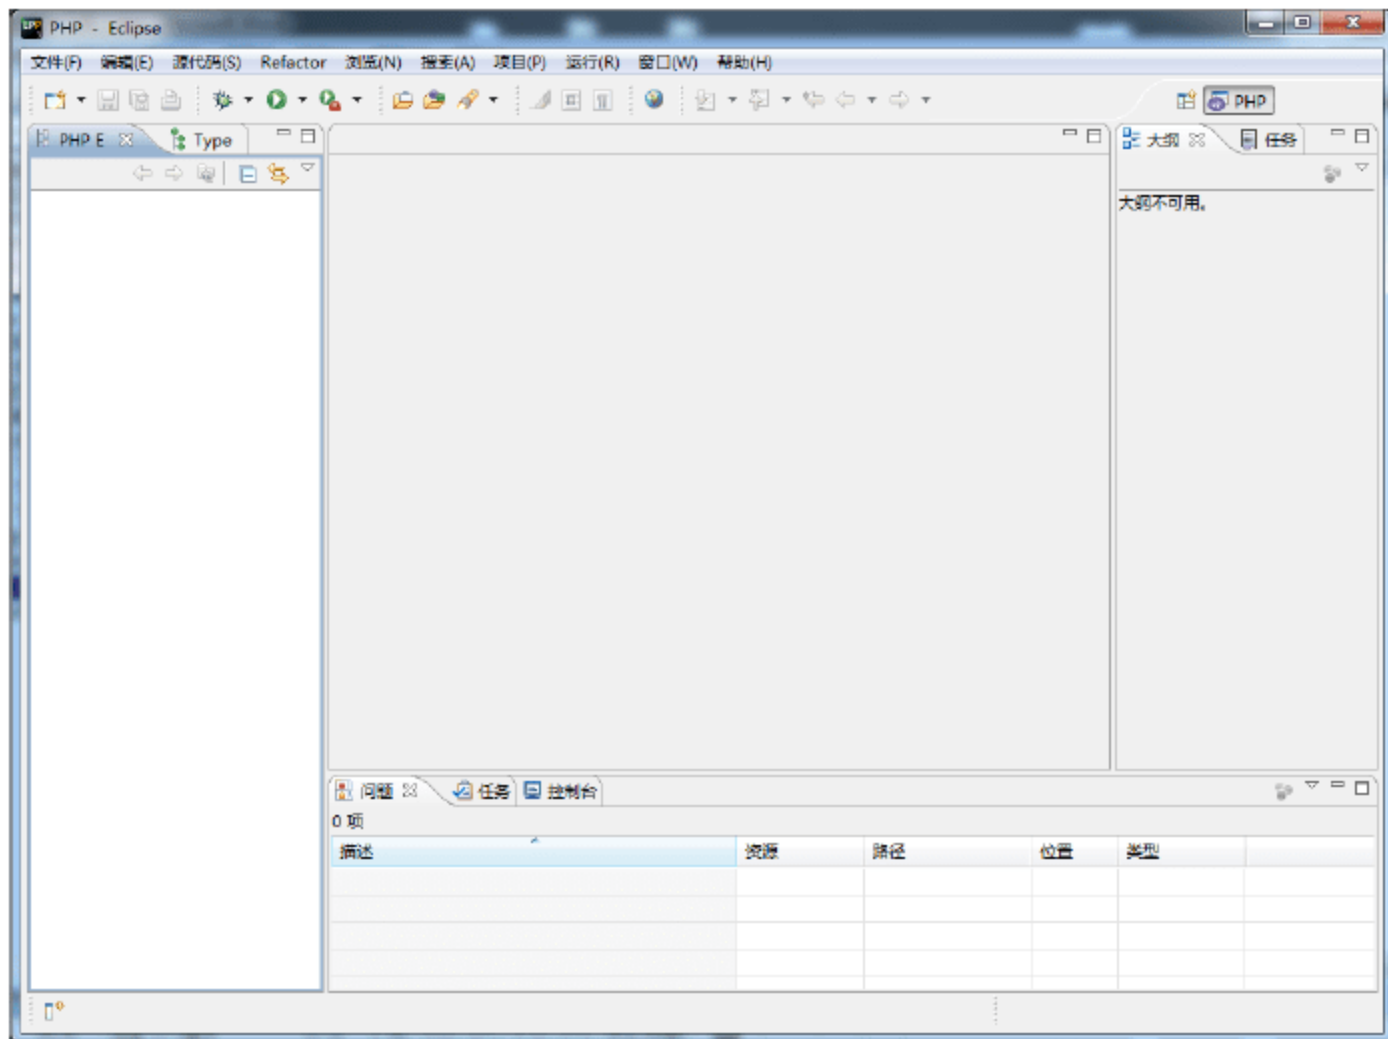 PHP - Eclipse
文件(F) 编辑(E) 源代码(S) Refactor 浏览(N) 搜索(A) 项目(P) 运行(R) 窗口(W) 帮助(H)
PHP
PHP E Type
大纲 任务
大纲不可用。
问题 任务 控制台
0 项
描述 资源 路径 位置 类型